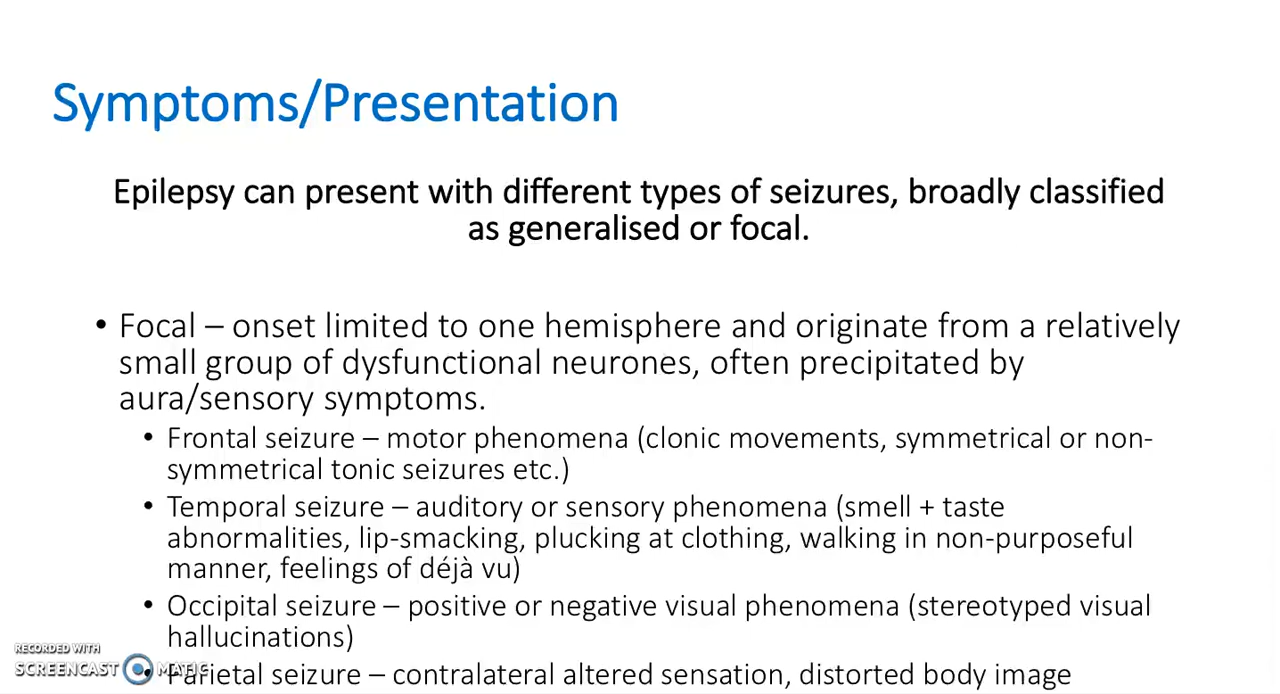 Symptoms/Presentation
Epilepsy can present with different types of seizures, broadly classified
as generalised or focal.
• Focal – onset limited to one hemisphere and originate from a relatively
small group of dysfunctional neurones, often precipitated by
aura/sensory symptoms.
• Frontal seizure – motor phenomena (clonic movements, symmetrical or non-
symmetrical tonic seizures etc.)
• Temporal seizure – auditory or sensory phenomena (smell + taste
abnormalities, lip-smacking, plucking at clothing, walking in non-purposeful
manner, feelings of déjà vu)
• Occipital seizure – positive or negative visual phenomena (stereotyped visual
hallucinations)
• Parietal seizure – contralateral altered sensation, distorted body image
RECORDED WITH
SCREENCAST MATIC